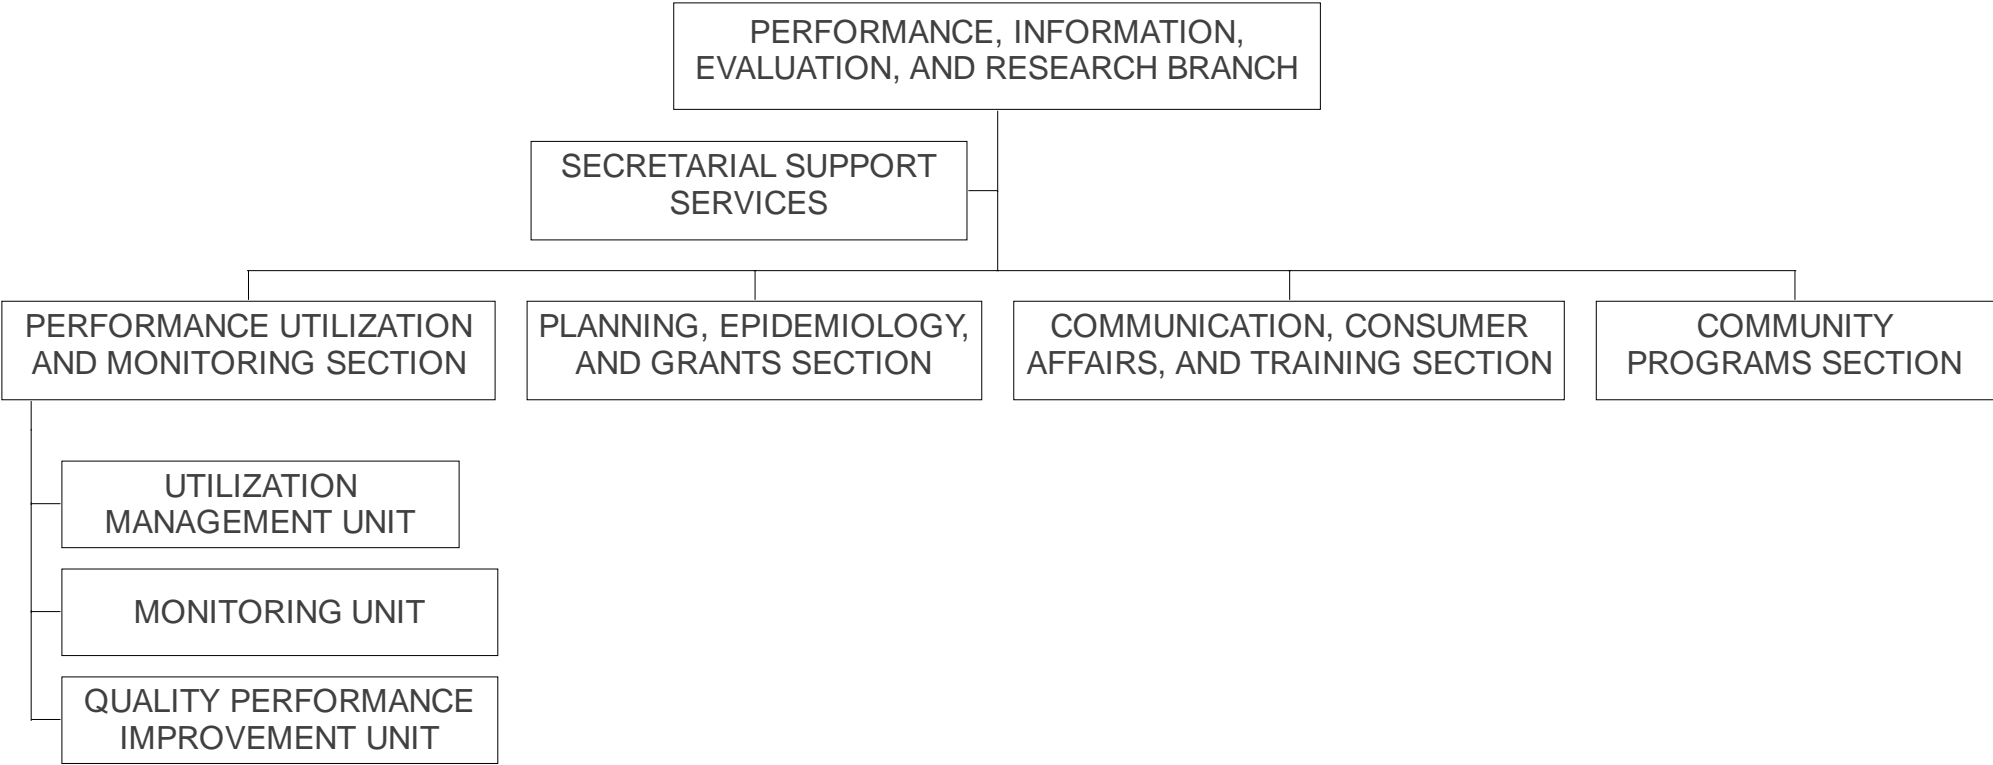 PERFORMANCE, INFORMATION,
EVALUATION, AND RESEARCH BRANCH
SECRETARIAL SUPPORT
SERVICES
PERFORMANCE UTILIZATION
AND MONITORING SECTION
PLANNING, EPIDEMIOLOGY,
AND GRANTS SECTION
COMMUNICATION, CONSUMER
AFFAIRS, AND TRAINING SECTION
COMMUNITY
PROGRAMS SECTION
UTILIZATION
MANAGEMENT UNIT
MONITORING UNIT
QUALITY PERFORMANCE
IMPROVEMENT UNIT